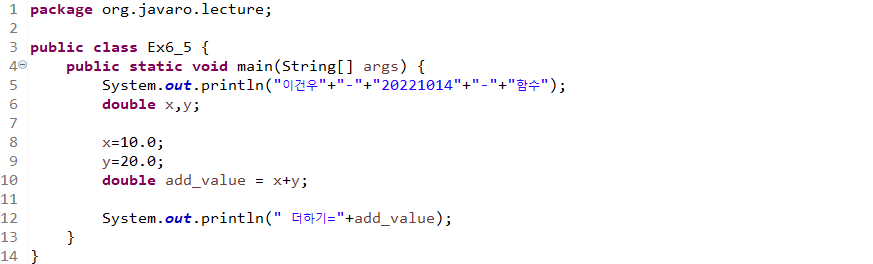 1 package org.javaro.lecture;
2
3 public class Ex6_5 {
4     public static void main(String[] args) {
5         System.out.println("이건우"+"-"+"20221014"+"-"+"함수");
6         double x,y;
7
8         x=10.0;
9         y=20.0;
10         double add_value = x+y;
11
12         System.out.println(" 더하기="+add_value);
13     }
14 }